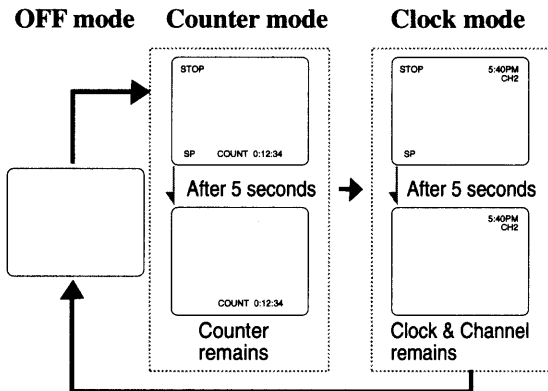 OFF mode
Counter mode
Clock mode
STOP
SP COUNT 0:12:34
After 5 seconds
COUNT 0:12:34
Counter
remains
STOP 5:40PM
CH2
SP
After 5 seconds
5:40PM
CH2
Clock & Channel
remains